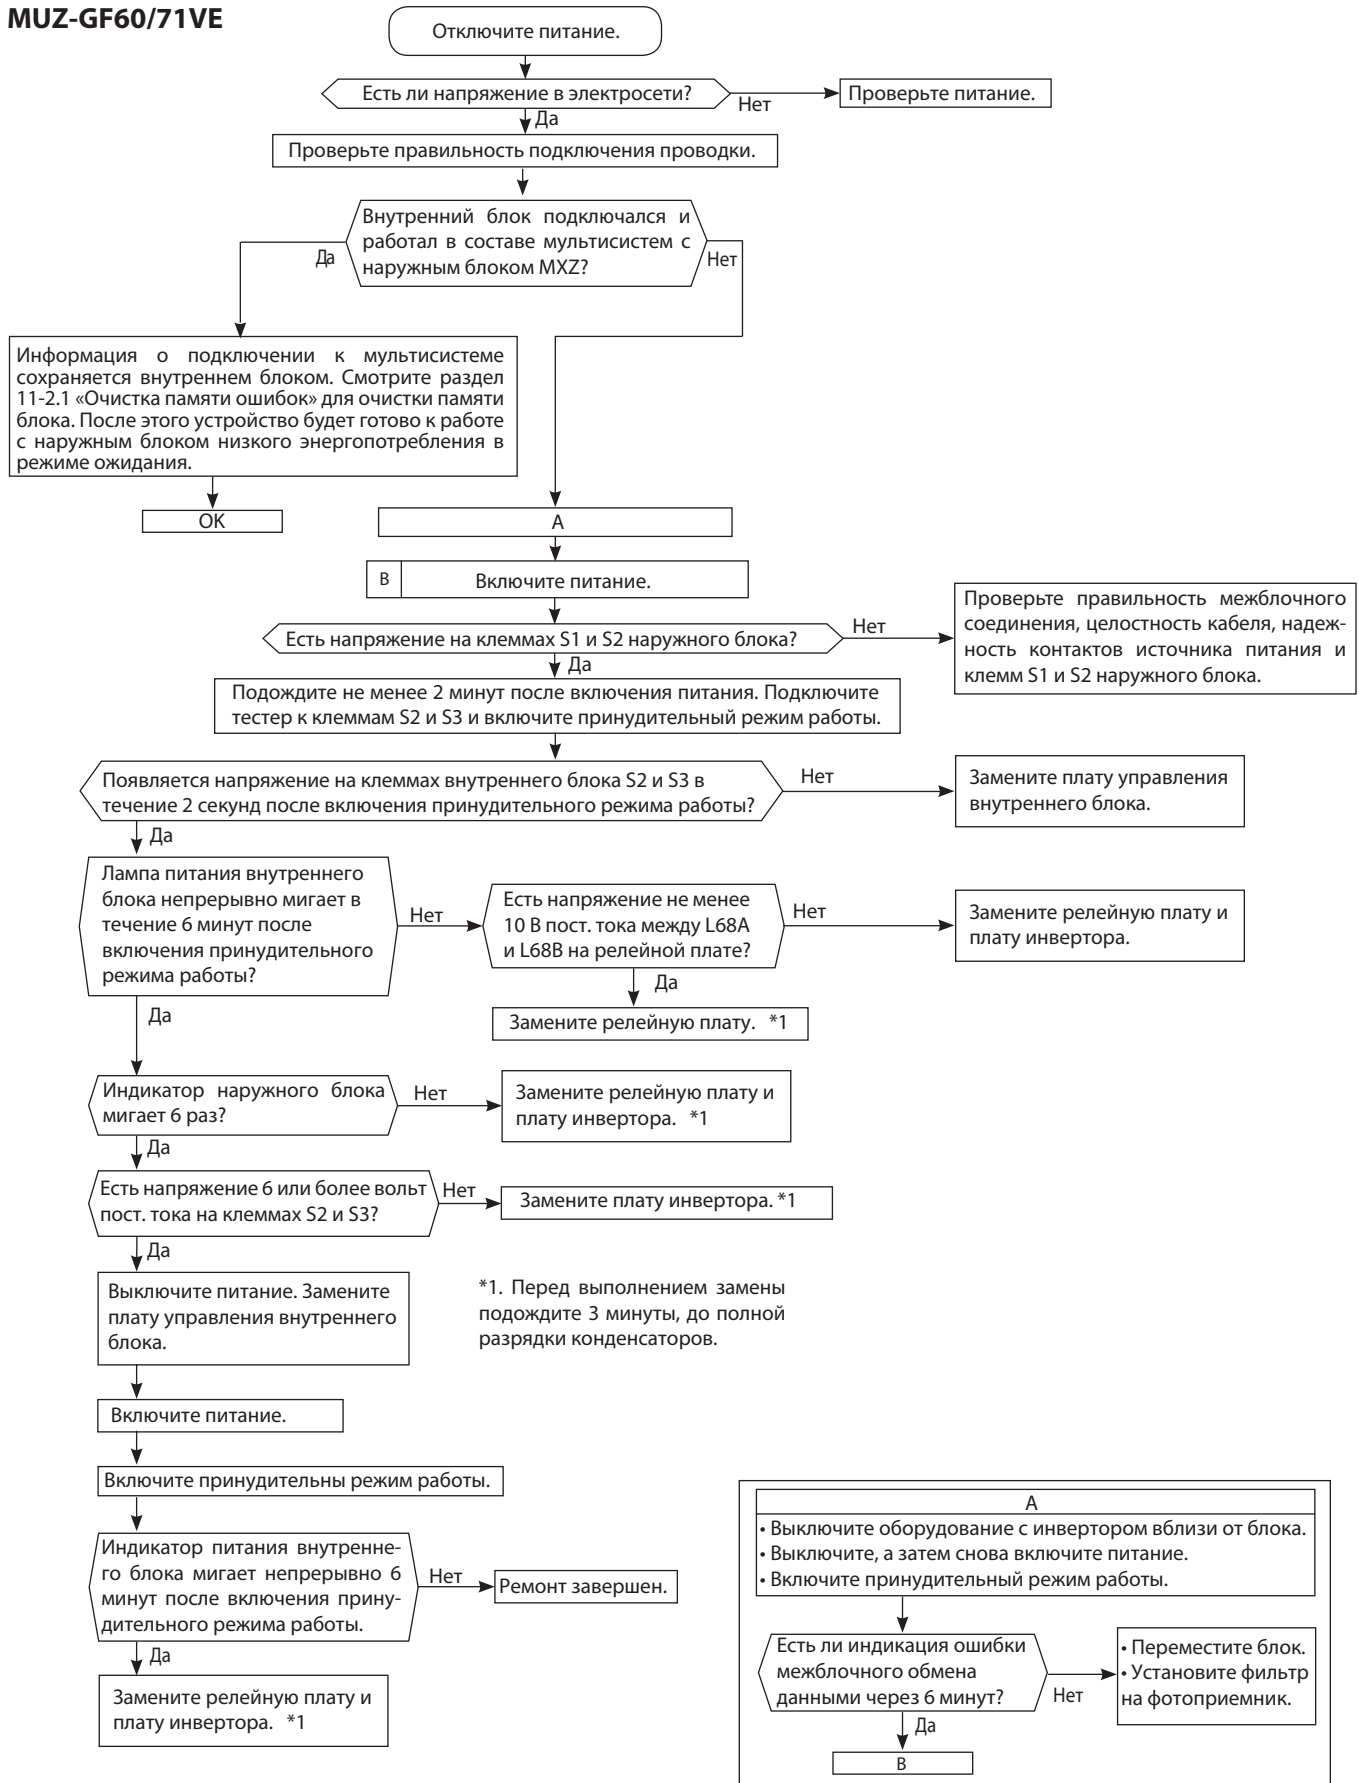 MUZ-GF60/71VE
Отключите питание.
Есть ли напряжение в электросети?
Нет
Проверьте питание.
Да
Проверьте правильность подключения проводки.
Внутренний блок подключался и
работал в составе мультисистем с
наружным блоком MXZ?
Да
Нет
Информация о подключении к мультисистеме
сохраняется внутреннем блоком. Смотрите раздел
11-2.1 «Очистка памяти ошибок» для очистки памяти
блока. После этого устройство будет готово к работе
с наружным блоком низкого энергопотребления в
режиме ожидания.
OK
A
B
Включите питание.
Есть напряжение на клеммах S1 и S2 наружного блока?
Нет
Проверьте правильность межблочного
соединения, целостность кабеля, надеж-
ность контактов источника питания и
клемм S1 и S2 наружного блока.
Да
Подождите не менее 2 минут после включения питания. Подключите
тестер к клеммам S2 и S3 и включите принудительный режим работы.
Появляется напряжение на клеммах внутреннего блока S2 и S3 в
течение 2 секунд после включения принудительного режима работы?
Нет
Замените плату управления
внутреннего блока.
Да
Лампа питания внутреннего
блока непрерывно мигает в
течение 6 минут после
включения принудительного
режима работы?
Нет
Есть напряжение не менее
10 В пост. тока между L68A
и L68B на релейной плате?
Нет
Замените релейную плату и
плату инвертора.
Да
Замените релейную плату. *1
Да
Индикатор наружного блока
мигает 6 раз?
Нет
Замените релейную плату и
плату инвертора. *1
Да
Есть напряжение 6 или более вольт
пост. тока на клеммах S2 и S3?
Нет
Замените плату инвертора. *1
Да
Выключите питание. Замените
плату управления внутреннего
блока.
*1. Перед выполнением замены
подождите 3 минуты, до полной
разрядки конденсаторов.
Включите питание.
Включите принудительны режим работы.
Индикатор питания внутренне-
го блока мигает непрерывно 6
минут после включения прину-
дительного режима работы.
Нет
Ремонт завершен.
Да
Замените релейную плату и
плату инвертора. *1
A
• Выключите оборудование с инвертором вблизи от блока.
• Выключите, а затем снова включите питание.
• Включите принудительный режим работы.
Есть ли индикация ошибки
межблочного обмена
данными через 6 минут?
Нет
• Переместите блок.
• Установите фильтр
на фотоприемник.
Да
B